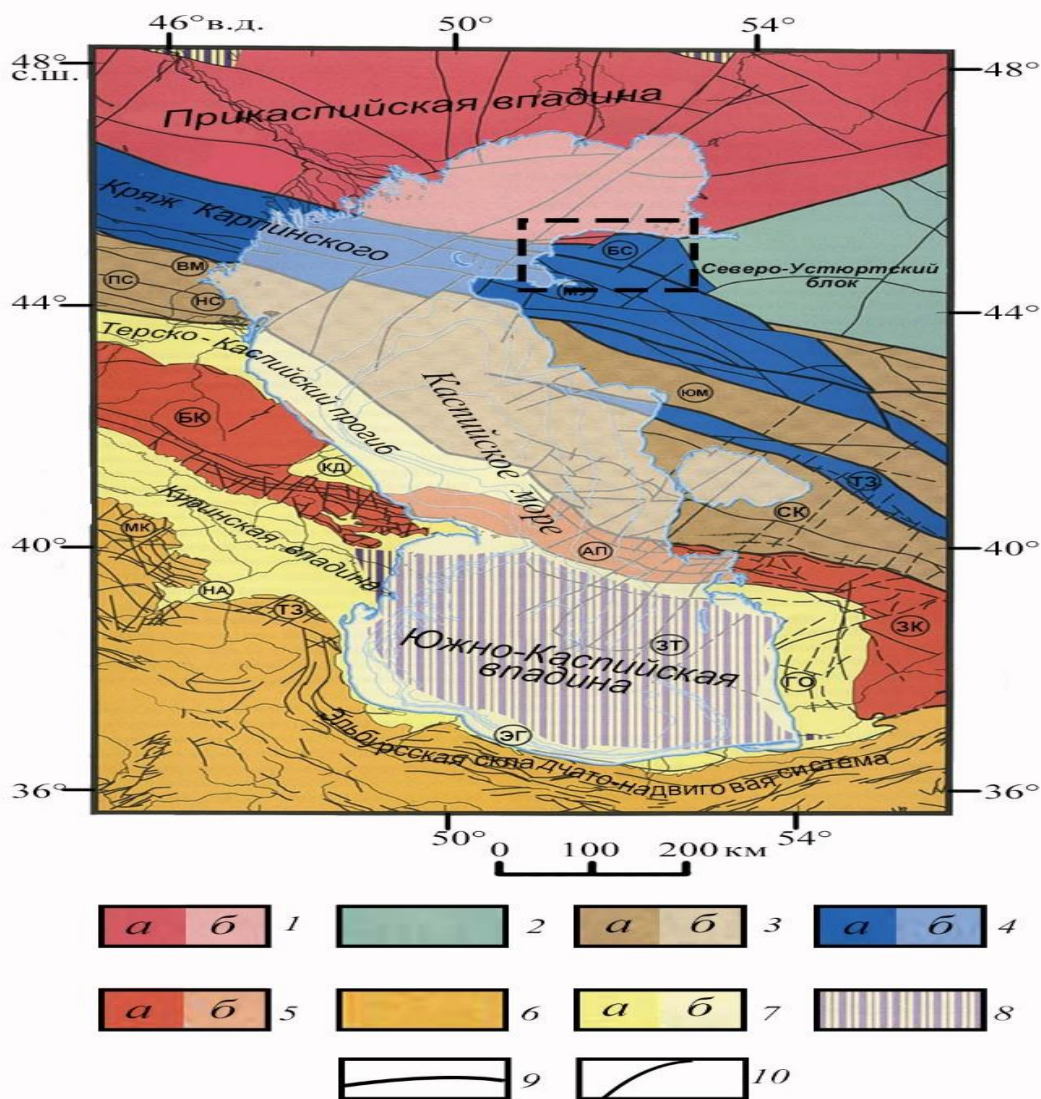 46° в.д.
50°
54°
48°
с.ш.
48°
Прикаспийская впадина
Кряж Карпинского
БС
Северо-Устюртский
блок
ВМ
ПС
НС
МУ
44°
44°
Терско-Каспийский прогиб
Каспийское море
ЮМ
БК
КД
ТЗ
СК
Куринская впадина
МК
40°
АП
40°
НА
ТЗ
ЗК
Южно-Каспийская
впадина
ЗТ
ГО
ЭГ
Эльбурсская складчато-надвиговая система
36°
36°
50°
54°
0 100 200 км
а б 1
2
а б 3
а б 4
а б 5
6
а б 7
8
9
10